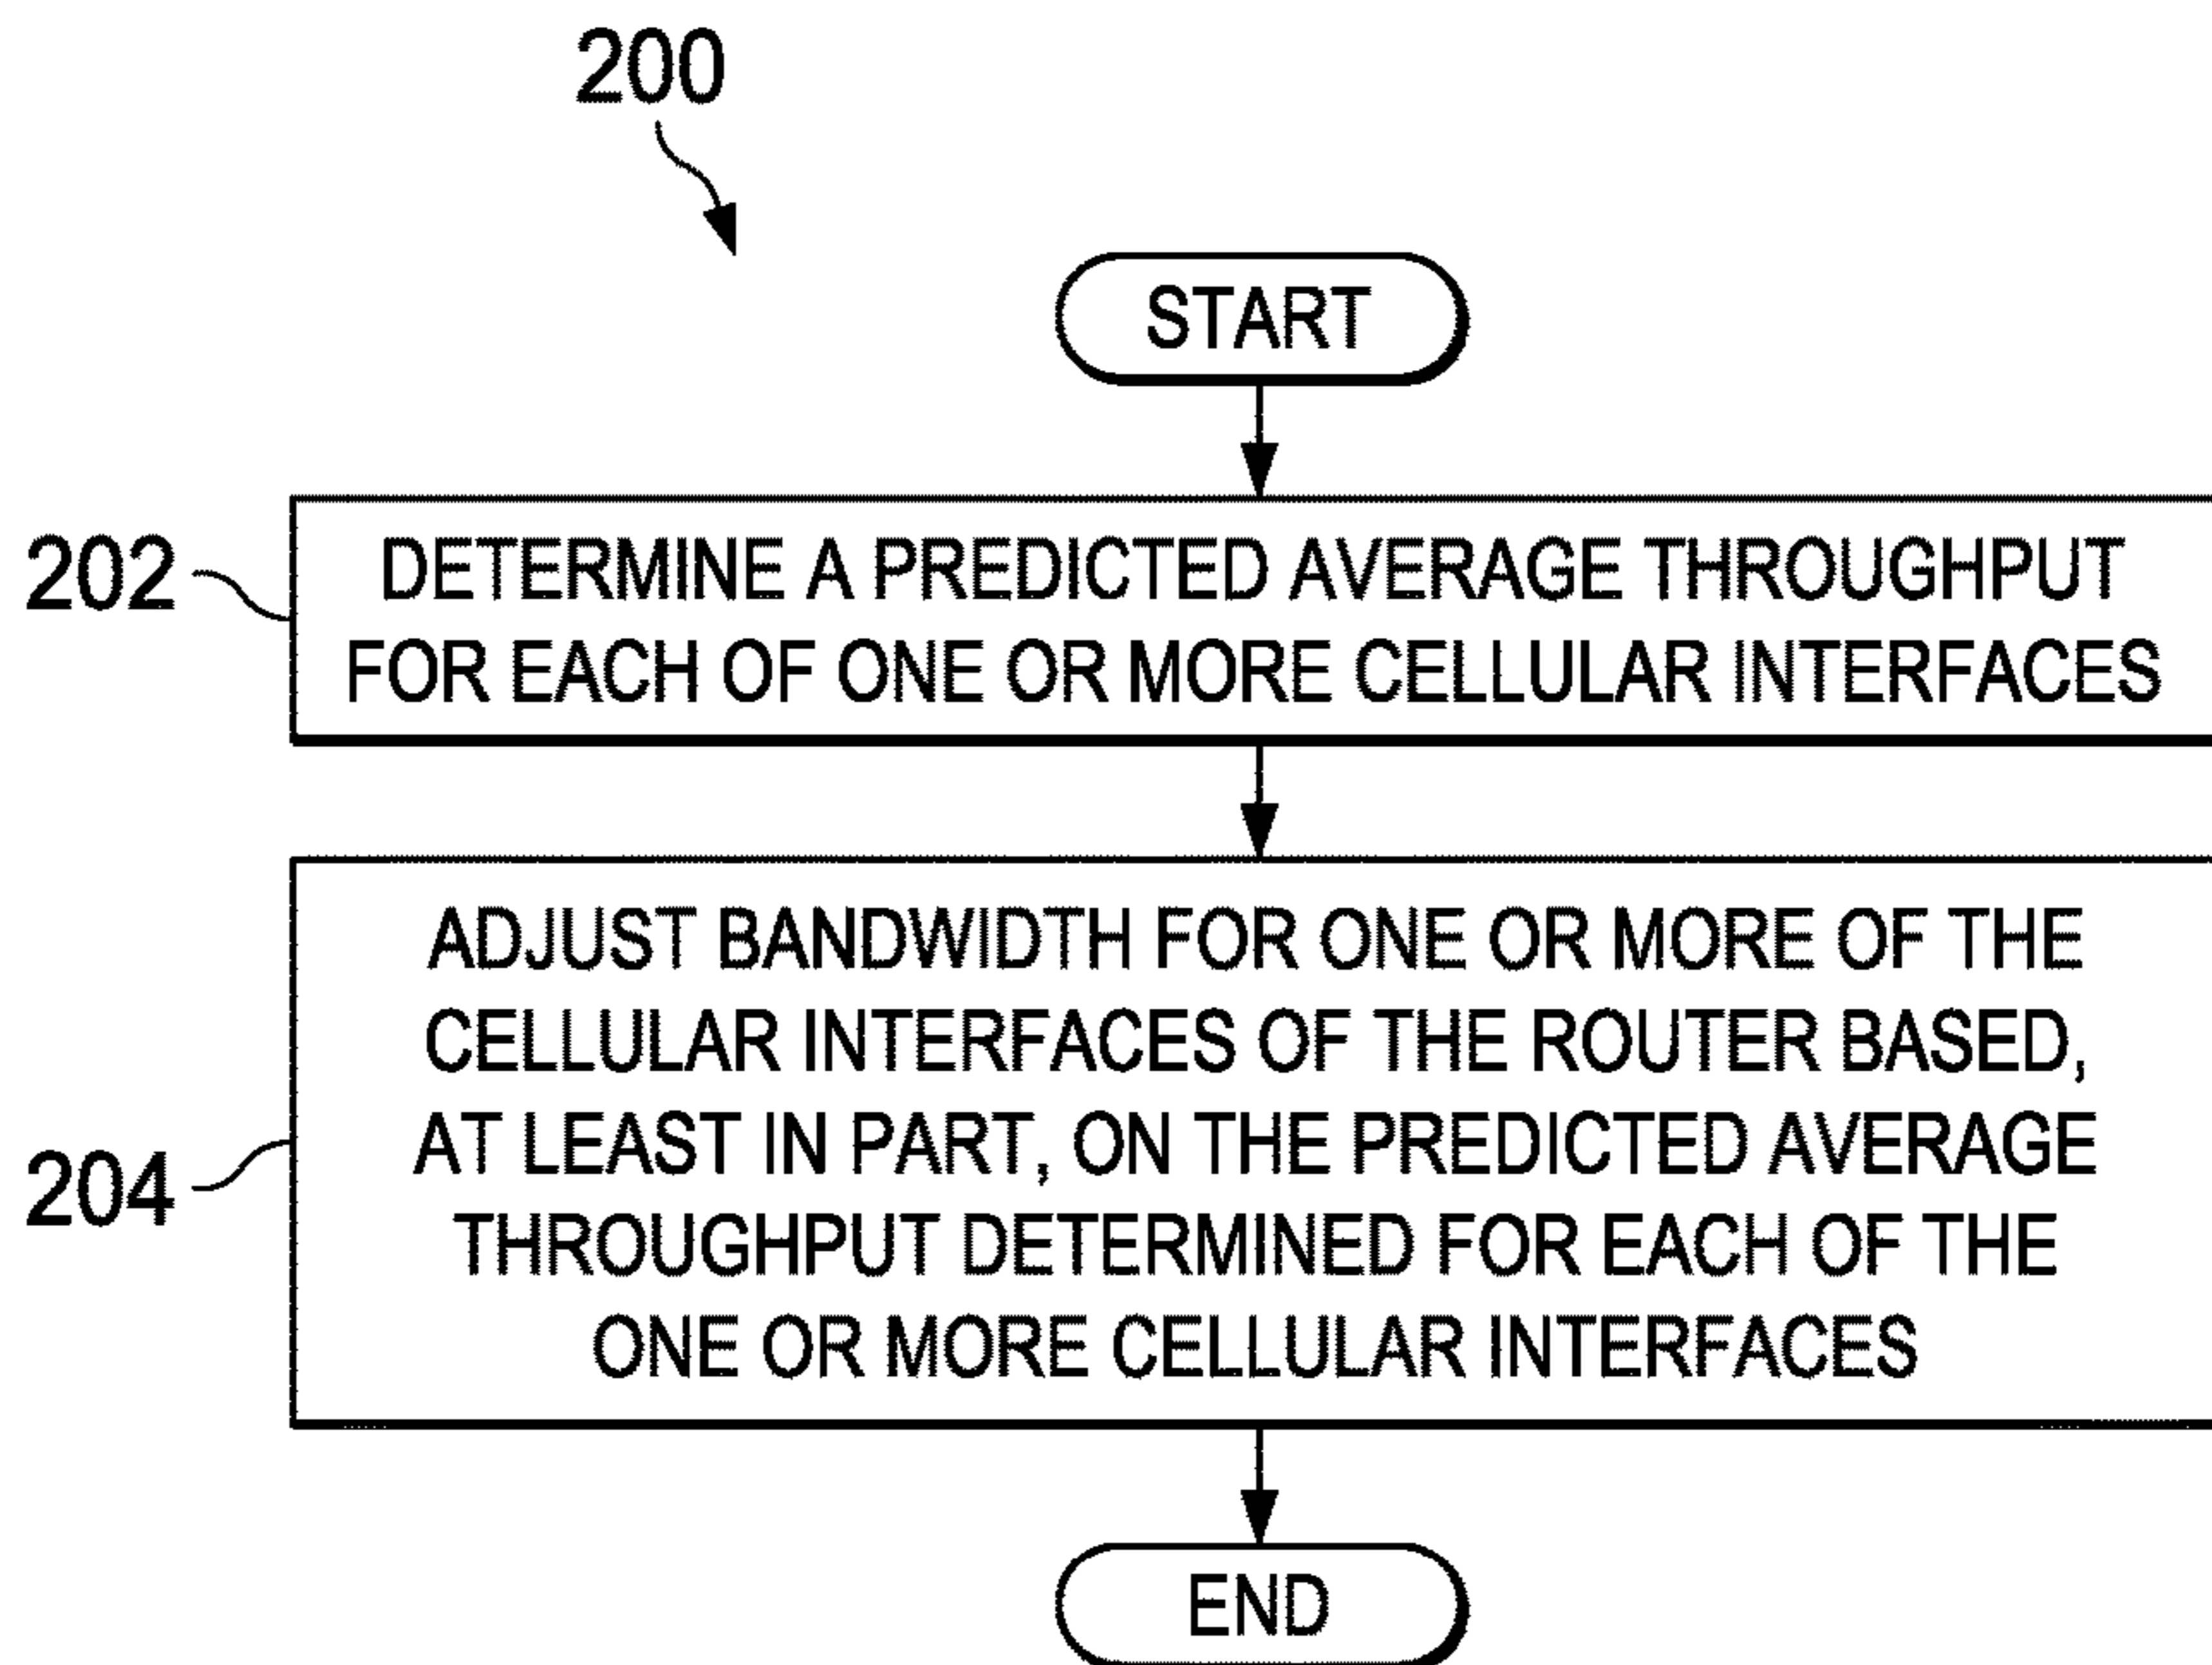 200
START
202
DETERMINE A PREDICTED AVERAGE THROUGHPUT
FOR EACH OF ONE OR MORE CELLULAR INTERFACES
204
ADJUST BANDWIDTH FOR ONE OR MORE OF THE
CELLULAR INTERFACES OF THE ROUTER BASED,
AT LEAST IN PART, ON THE PREDICTED AVERAGE
THROUGHPUT DETERMINED FOR EACH OF THE
ONE OR MORE CELLULAR INTERFACES
END